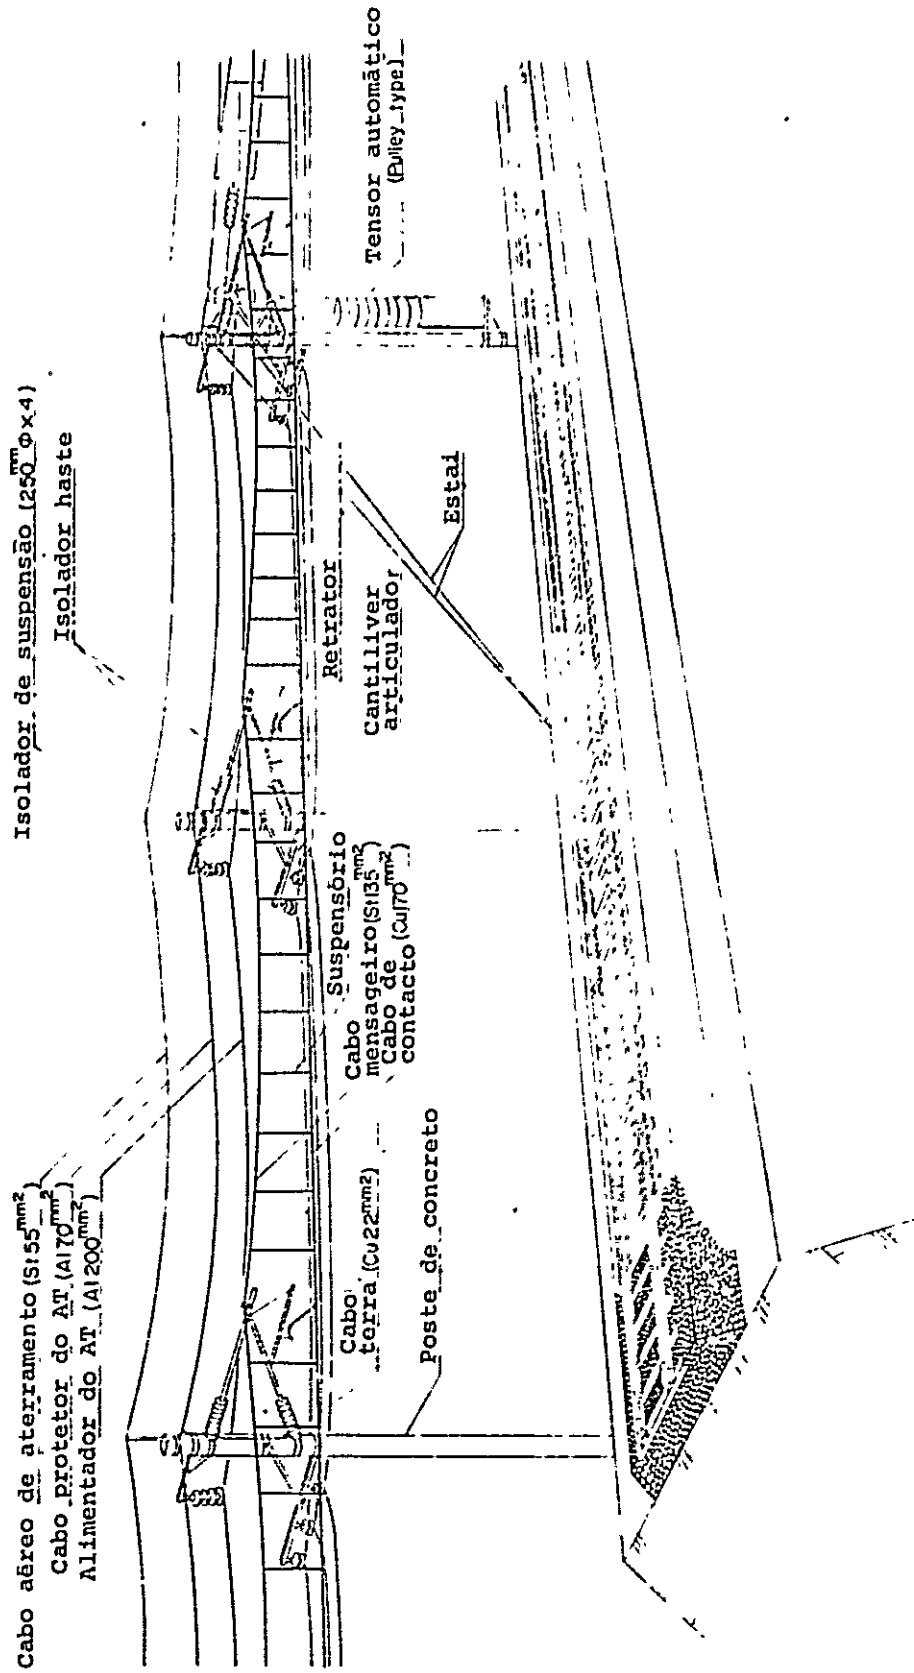 Cabo aéreo de aterramento (St 55mm²)
Cabo protetor do AT (Al 70mm²)
Alimentador do AT (Al 200mm²)
Isolador de suspensão (250mmφ×4)
Isolador haste
Suspensório
Cabo
mensageiro (St 135mm²)
Cabo de
contacto (Cu 170mm²)
Cabo
terra (Cu 22mm²)
Poste de concreto
Retrator
Cantiliver
articulador
Estai
Tensor automático
(Pulley type)